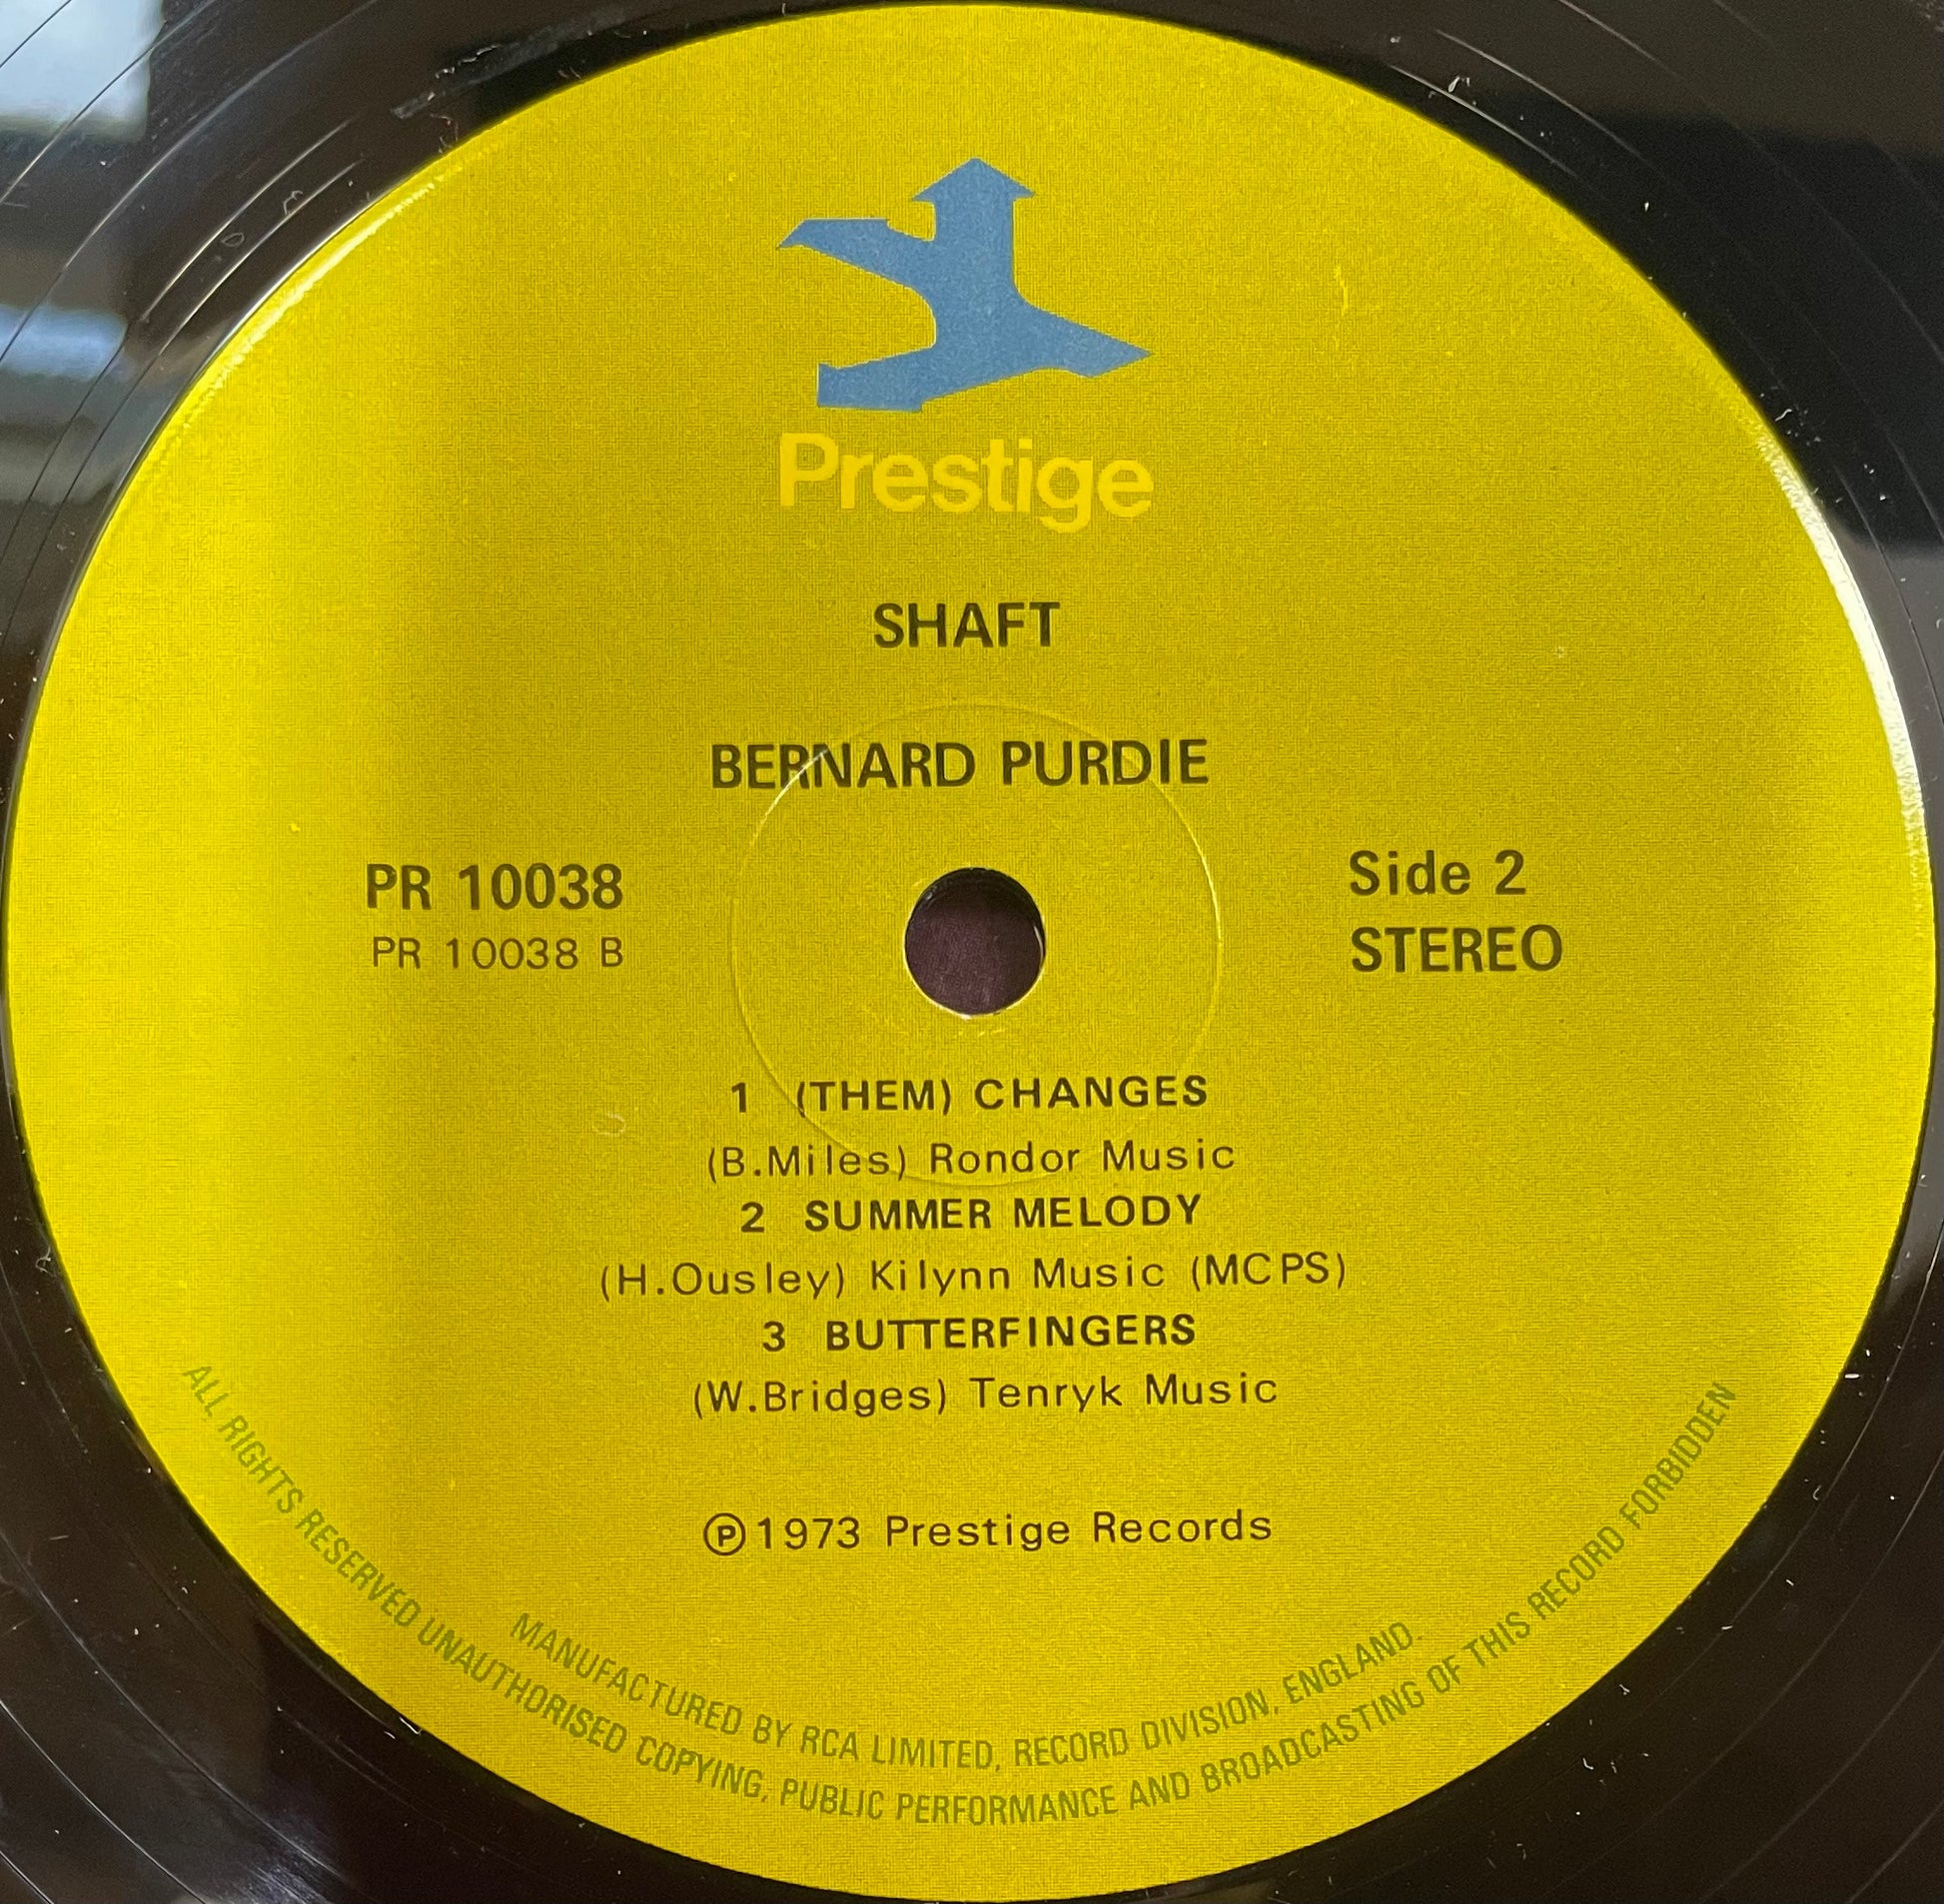 Prestige
SHAFT
BERNARD PURDIE
PR 10038
PR 10038 B
Side 2
STEREO
1 (THEM) CHANGES
(B.Miles) Rondor Music
2 SUMMER MELODY
(H.Ousley) Kilynn Music (MCPS)
3 BUTTERFINGERS
(W.Bridges) Tenryk Music
℗1973 Prestige Records
MANUFACTURED BY RCA LIMITED, RECORD DIVISION, ENGLAND.
ALL RIGHTS RESERVED UNAUTHORISED COPYING, PUBLIC PERFORMANCE AND BROADCASTING OF THIS RECORD FORBIDDEN